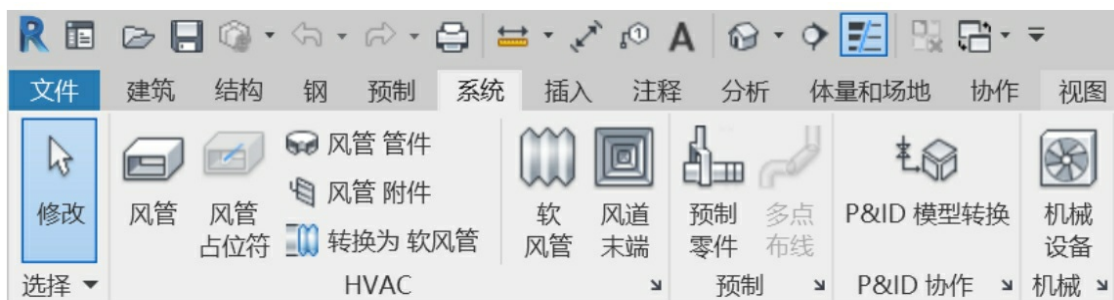 文件 建筑 结构 钢 预制 系统 插入 注释 分析 体量和场地 协作 视图
修改
风管
风管
占位符
风管 管件
风管 附件
转换为 软风管
软
风管
风道
末端
预制
零件
多点
布线
P&ID 模型转换
机械
设备
选择 HVAC 预制 P&ID 协作 机械